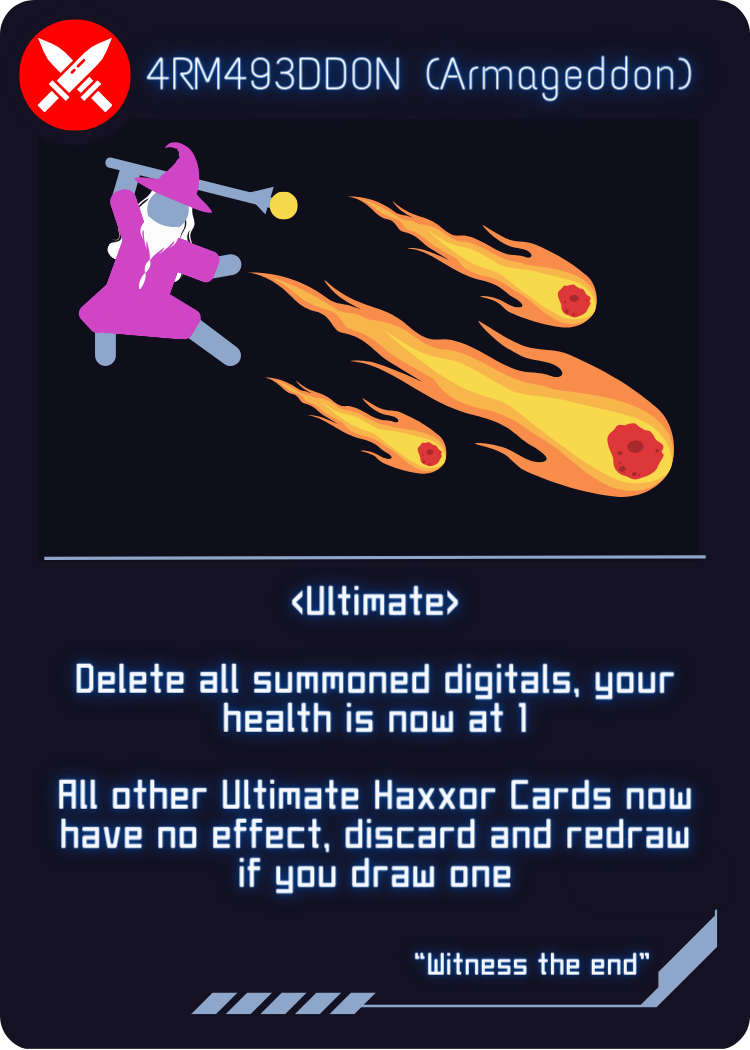 4RM493DD0N (Armageddon)
<Ultimate>
Delete all summoned digitals, your
health is now at 1
All other Ultimate Haxxor Cards now
have no effect, discard and redraw
if you draw one
“Witness the end”